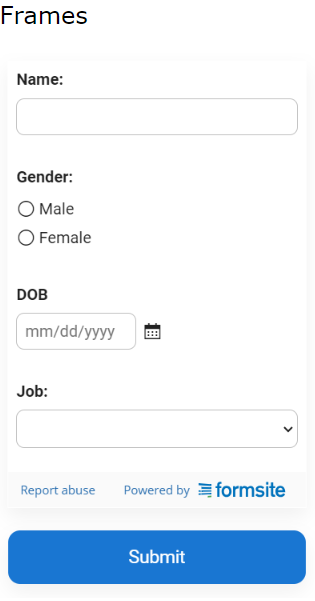 Frames
Name:
Gender:
Male
Female
DOB
mm/dd/yyyy
Job:
Report abuse Powered by formsite
Submit